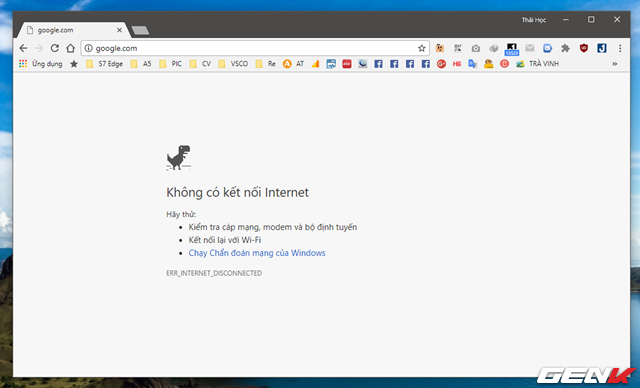 Thái Học
google.com
google.com
Ứng dụng
S7 Edge
A5
PIC
CV
VSCO
Re
AT
TRÀ VINH
Không có kết nối Internet
Hãy thử:
Kiểm tra cáp mạng, modem và bộ định tuyến
Kết nối lại với Wi-Fi
Chạy Chẩn đoán mạng của Windows
ERR_INTERNET_DISCONNECTED
GENK